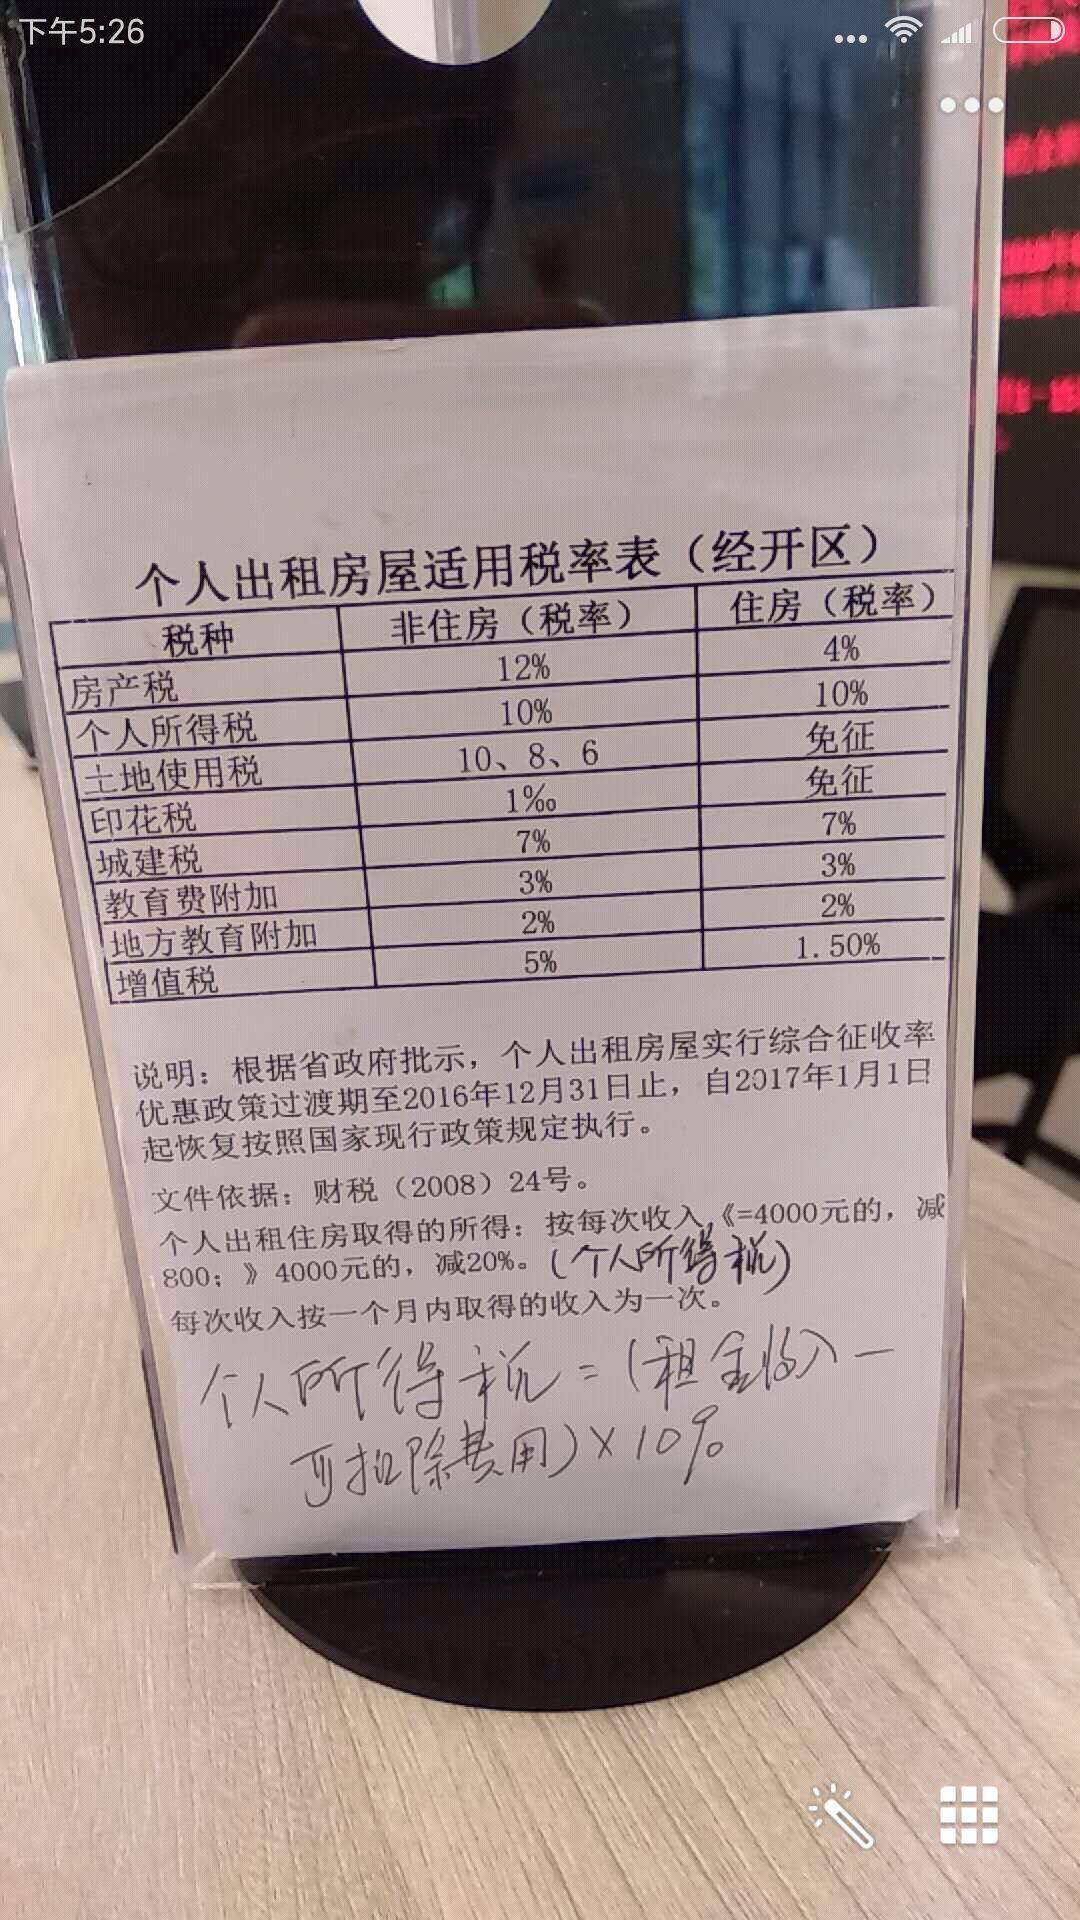 下午5:26
个人出租房屋适用税率表（经开区）
税种 非住房（税率） 住房（税率）
房产税 12% 4%
个人所得税 10% 10%
土地使用税 10、8、6 免征
印花税 1‰ 免征
城建税 7% 7%
教育费附加 3% 3%
地方教育附加 2% 2%
增值税 5% 1.50%
说明：根据省政府批示，个人出租房屋实行综合征收率
优惠政策过渡期至2016年12月31日止，自2017年1月1日
起恢复按照国家现行政策规定执行。
文件依据：财税（2008）24号。
个人出租住房取得的所得：按每次收入《=4000元的，减
800；》4000元的，减20%。（个人所得税）
每次收入按一个月内取得的收入为一次。
个人所得税=（租金收入—
可扣除费用）×10%